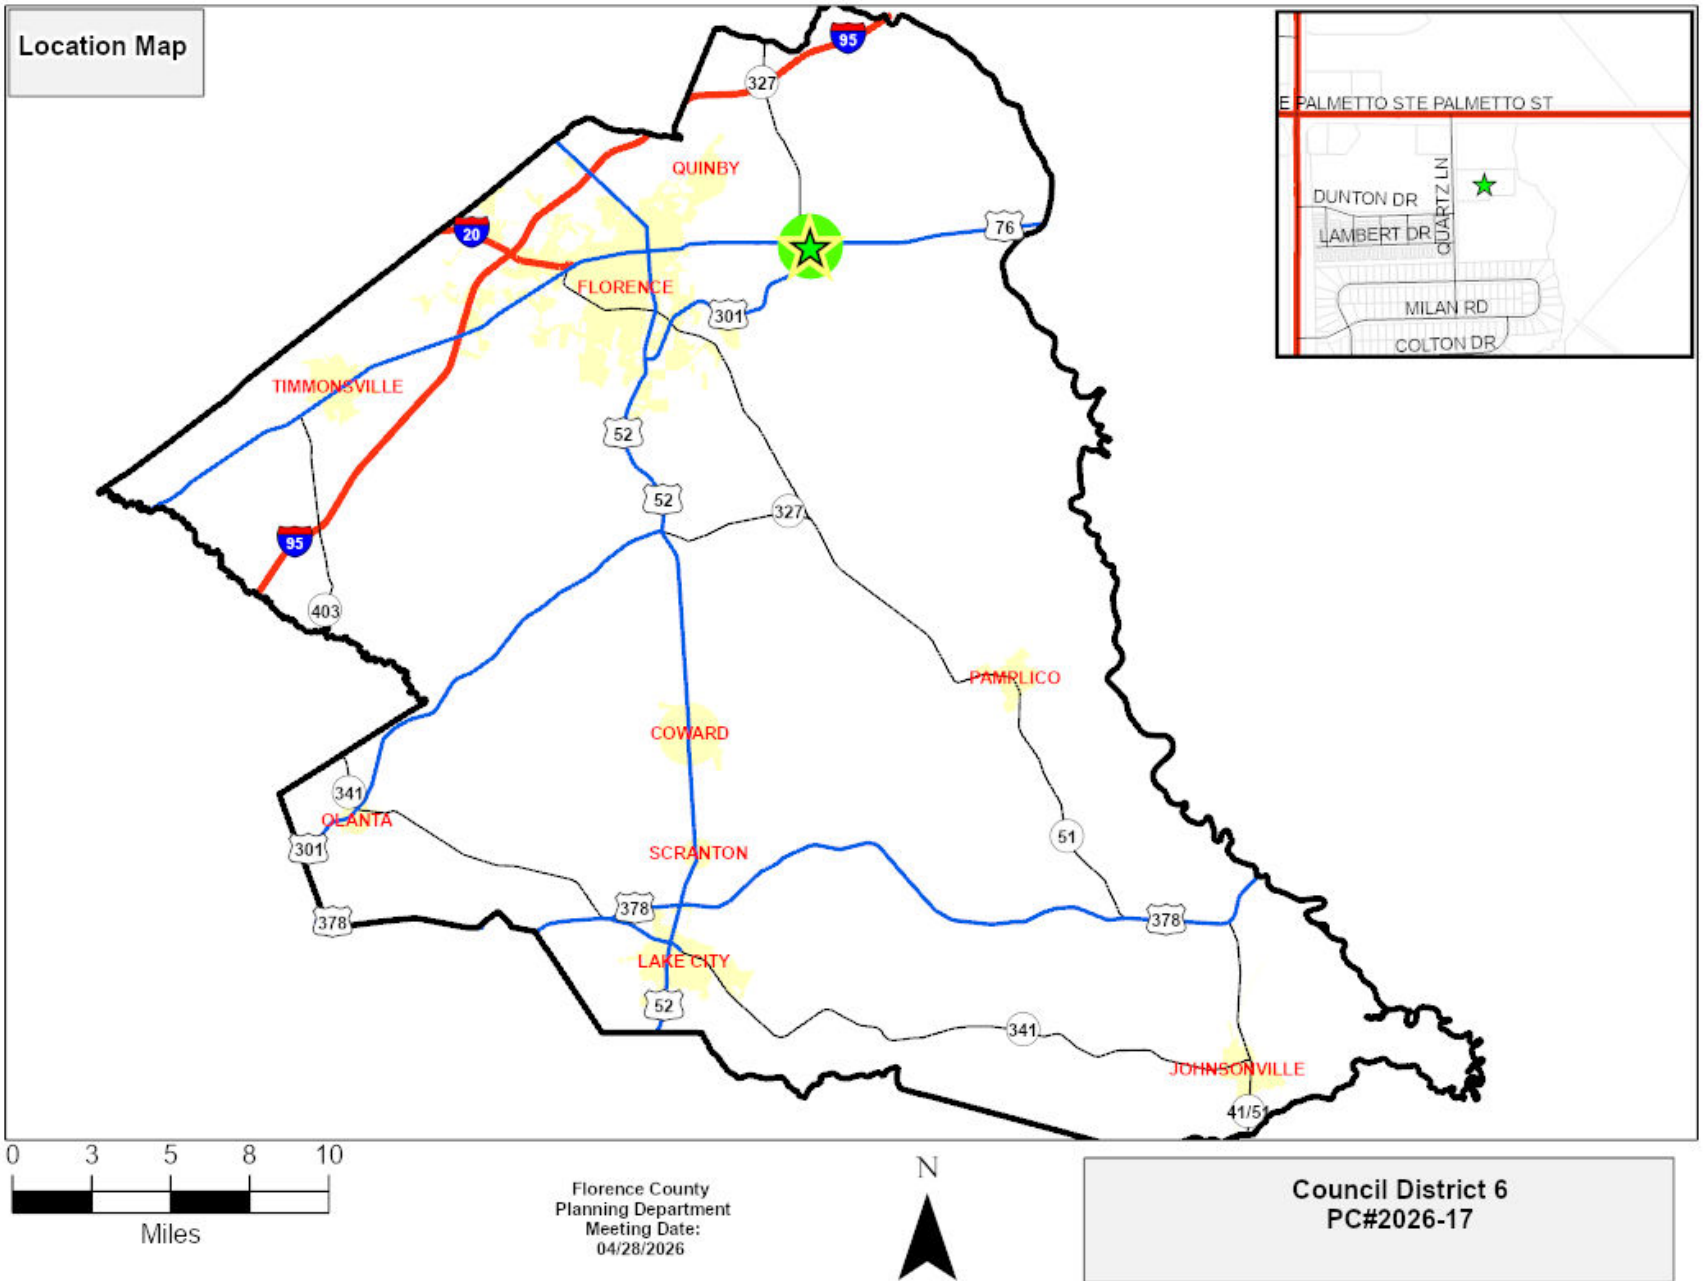 Location Map
95
327
E PALMETTO STE PALMETTO ST
QUINBY
QUARTZ LN
DUNTON DR
LAMBERT DR
MILAN RD
COLTON DR
20
76
FLORENCE
301
TIMMONSVILLE
52
52
327
95
403
PAMPLICO
COWARD
341
OLANTA
301
51
SCRANTON
378
378
378
LAKE CITY
52
341
JOHNSONVILLE
41/51
0 3 5 8 10
Miles
Florence County
Planning Department
Meeting Date:
04/28/2026
N
Council District 6
PC#2026-17